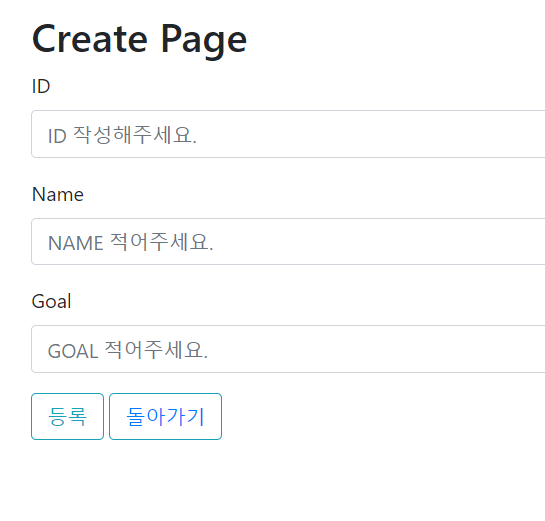 Create Page
ID
ID 작성해주세요.
Name
NAME 적어주세요.
Goal
GOAL 적어주세요.
등록 돌아가기